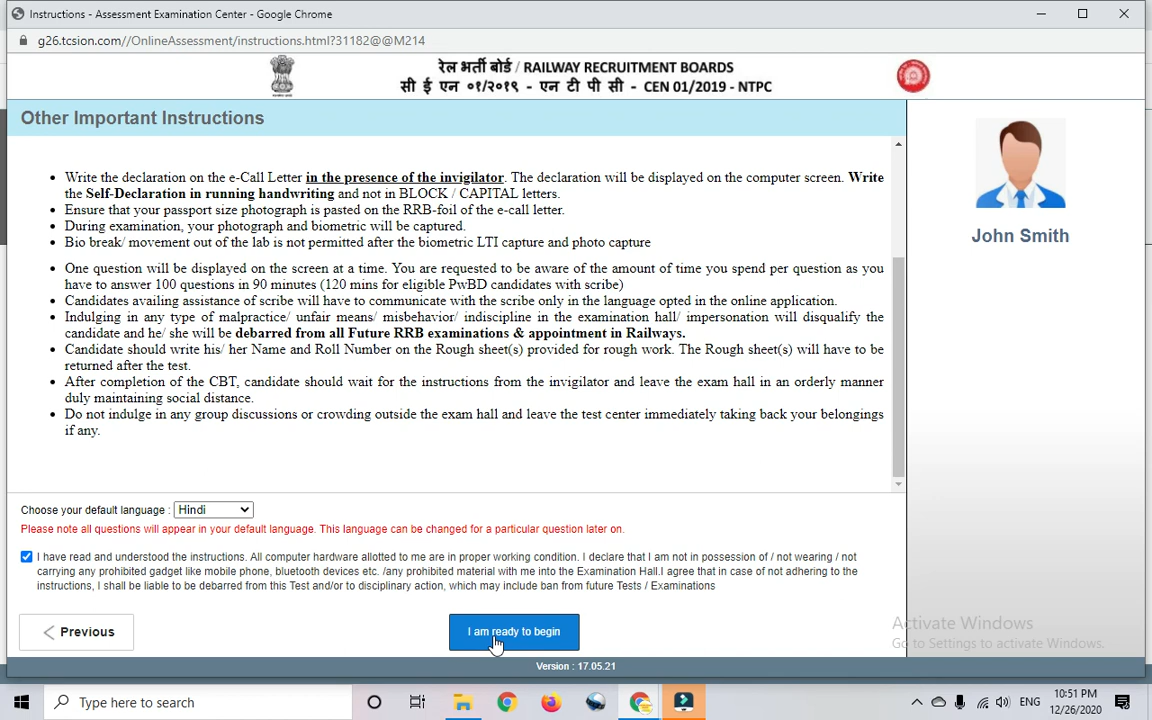 Instructions - Assessment Examination Center - Google Chrome
g26.tcsion.com//OnlineAssessment/instructions.html?31182@@M214
रेल भर्ती बोर्ड / RAILWAY RECRUITMENT BOARDS
सी ई एन ०१/२०१९ - एन टी पी सी - CEN 01/2019 - NTPC
Other Important Instructions
John Smith
Write the declaration on the e-Call Letter in the presence of the invigilator. The declaration will be displayed on the computer screen. Write
the Self-Declaration in running handwriting and not in BLOCK / CAPITAL letters.
Ensure that your passport size photograph is pasted on the RRB-foil of the e-call letter.
During examination, your photograph and biometric will be captured.
Bio break/ movement out of the lab is not permitted after the biometric LTI capture and photo capture
One question will be displayed on the screen at a time. You are requested to be aware of the amount of time you spend per question as you
have to answer 100 questions in 90 minutes (120 mins for eligible PwBD candidates with scribe)
Candidates availing assistance of scribe will have to communicate with the scribe only in the language opted in the online application.
Indulging in any type of malpractice/ unfair means/ misbehavior/ indiscipline in the examination hall/ impersonation will disqualify the
candidate and he/ she will be debarred from all Future RRB examinations & appointment in Railways.
Candidate should write his/ her Name and Roll Number on the Rough sheet(s) provided for rough work. The Rough sheet(s) will have to be
returned after the test.
After completion of the CBT, candidate should wait for the instructions from the invigilator and leave the exam hall in an orderly manner
duly maintaining social distance.
Do not indulge in any group discussions or crowding outside the exam hall and leave the test center immediately taking back your belongings
if any.
Choose your default language : Hindi
Please note all questions will appear in your default language. This language can be changed for a particular question later on.
I have read and understood the instructions. All computer hardware allotted to me are in proper working condition. I declare that I am not in possession of / not wearing / not
carrying any prohibited gadget like mobile phone, bluetooth devices etc. /any prohibited material with me into the Examination Hall.I agree that in case of not adhering to the
instructions, I shall be liable to be debarred from this Test and/or to disciplinary action, which may include ban from future Tests / Examinations
Previous
I am ready to begin
Activate Windows
Go to Settings to activate Windows.
Version : 17.05.21
Type here to search
ENG
10:51 PM
12/26/2020